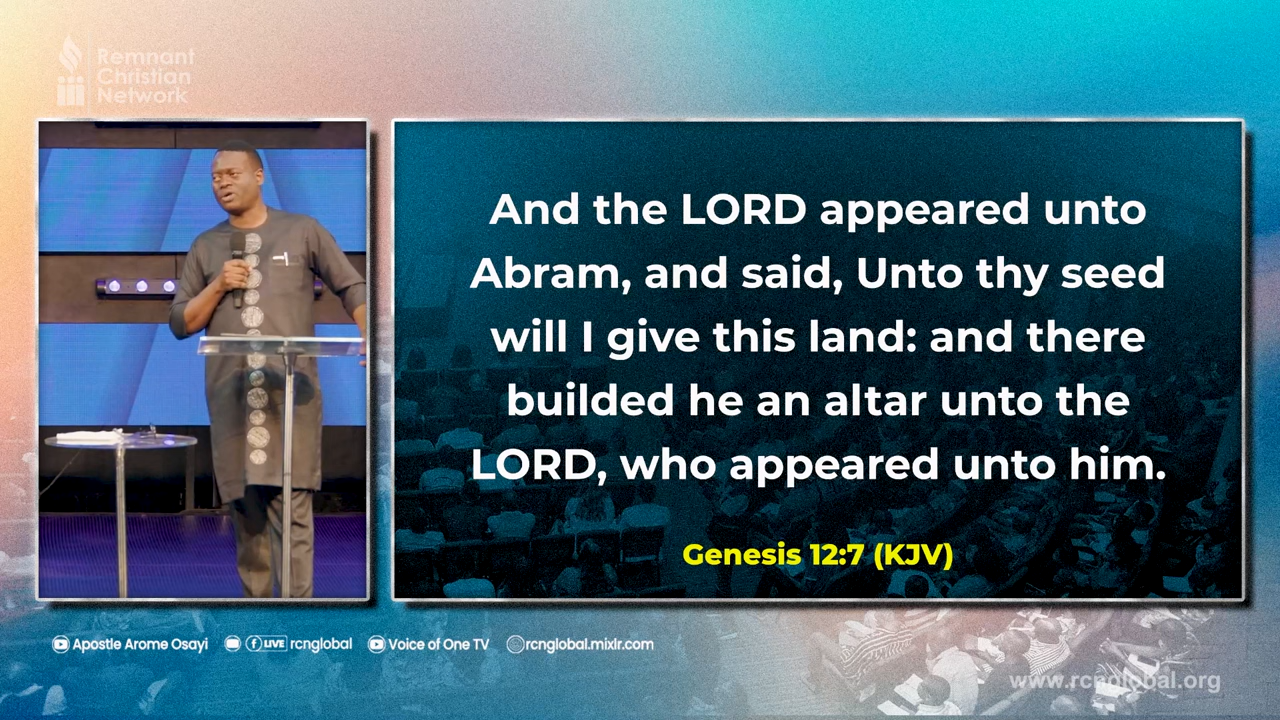 Remnant
Christian
Network
And the LORD appeared unto
Abram, and said, Unto thy seed
will I give this land: and there
builded he an altar unto the
LORD, who appeared unto him.
Genesis 12:7 (KJV)
Apostle Arome Osayi LIVE rcnglobal Voice of One TV rcnglobal.mixlr.com
www.rcnglobal.org